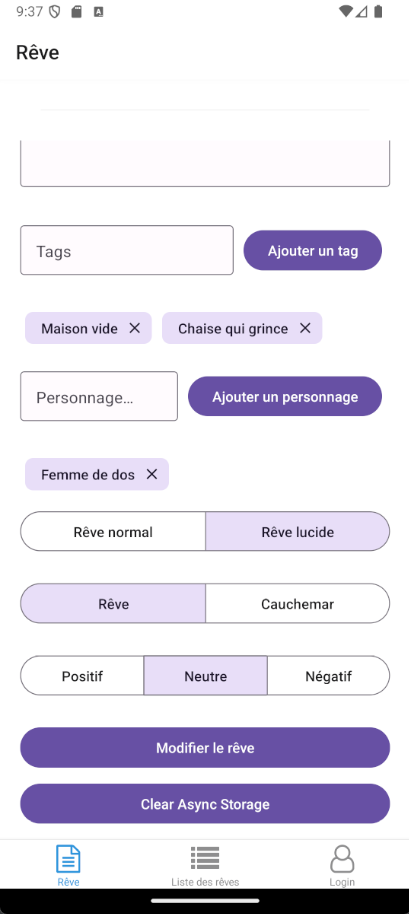 9:37
Rêve
Tags
Ajouter un tag
Maison vide
Chaise qui grince
Personnage...
Ajouter un personnage
Femme de dos
Rêve normal
Rêve lucide
Rêve
Cauchemar
Positif
Neutre
Négatif
Modifier le rêve
Clear Async Storage
Rêve
Liste des rêves
Login